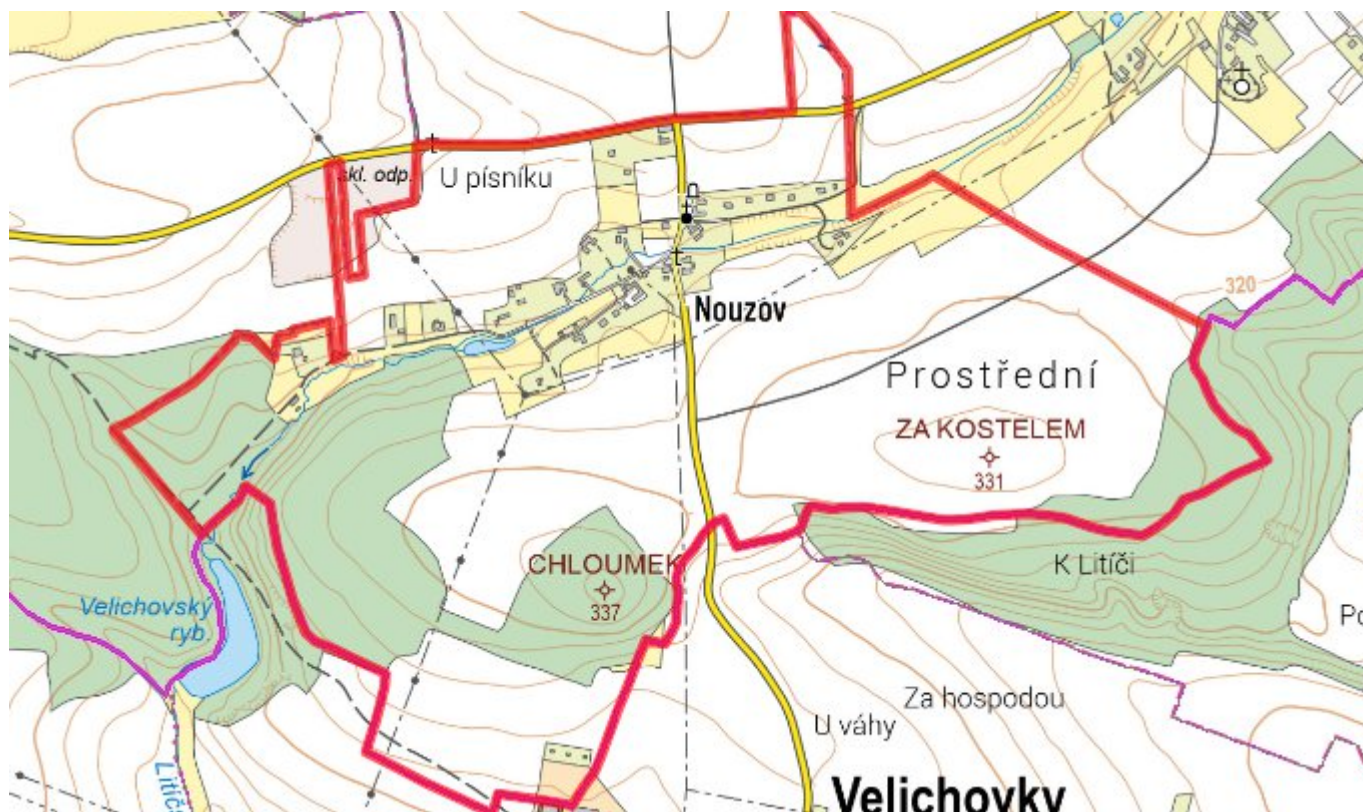 skl. odp.
U písníku
320
Nouzov
Prostřední
ZA KOSTELEM
331
CHLOUMEK
337
K Litíči
Velichovský
ryb.
Za hospodou
U váhy
Velichovky